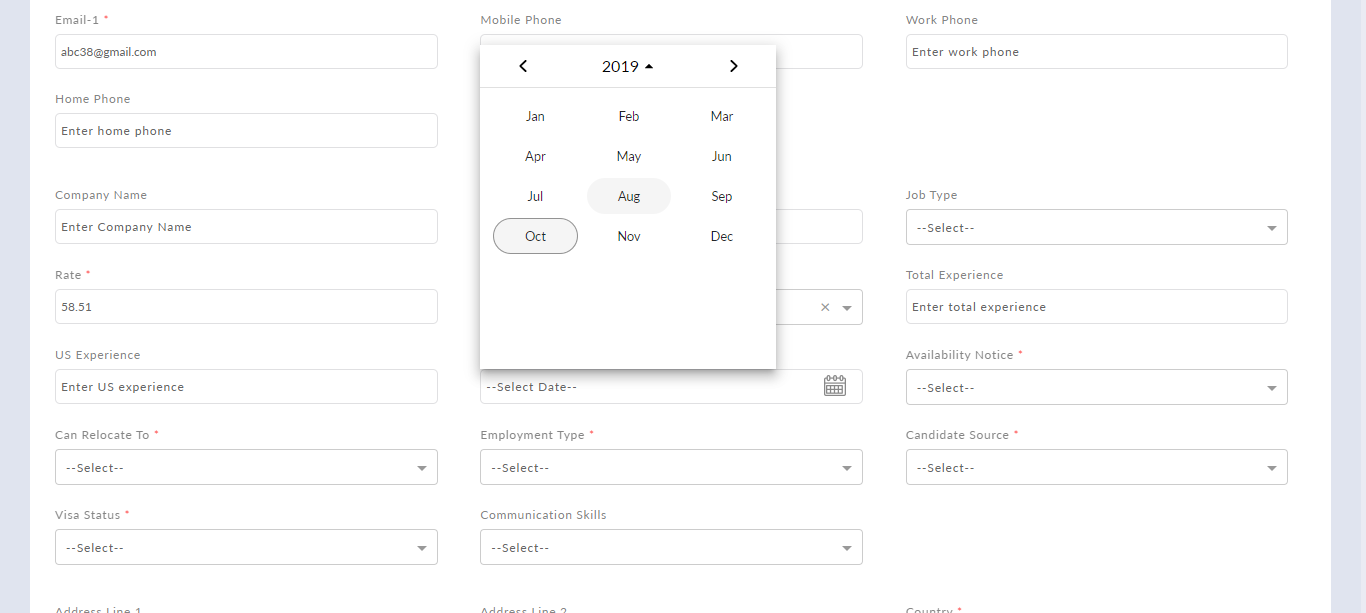 Email-1 *
Mobile Phone
Work Phone
abc38@gmail.com
Enter work phone
2019
Home Phone
Enter home phone
Jan Feb Mar
Apr May Jun
Jul Aug Sep
Oct Nov Dec
Company Name
Job Type
Enter Company Name
--Select--
Rate *
Total Experience
58.51
Enter total experience
US Experience
Availability Notice *
Enter US experience
--Select Date--
--Select--
Can Relocate To *
Employment Type *
Candidate Source *
--Select--
--Select--
--Select--
Visa Status *
Communication Skills
--Select--
--Select--
Address Line 1
Address Line 2
Country *